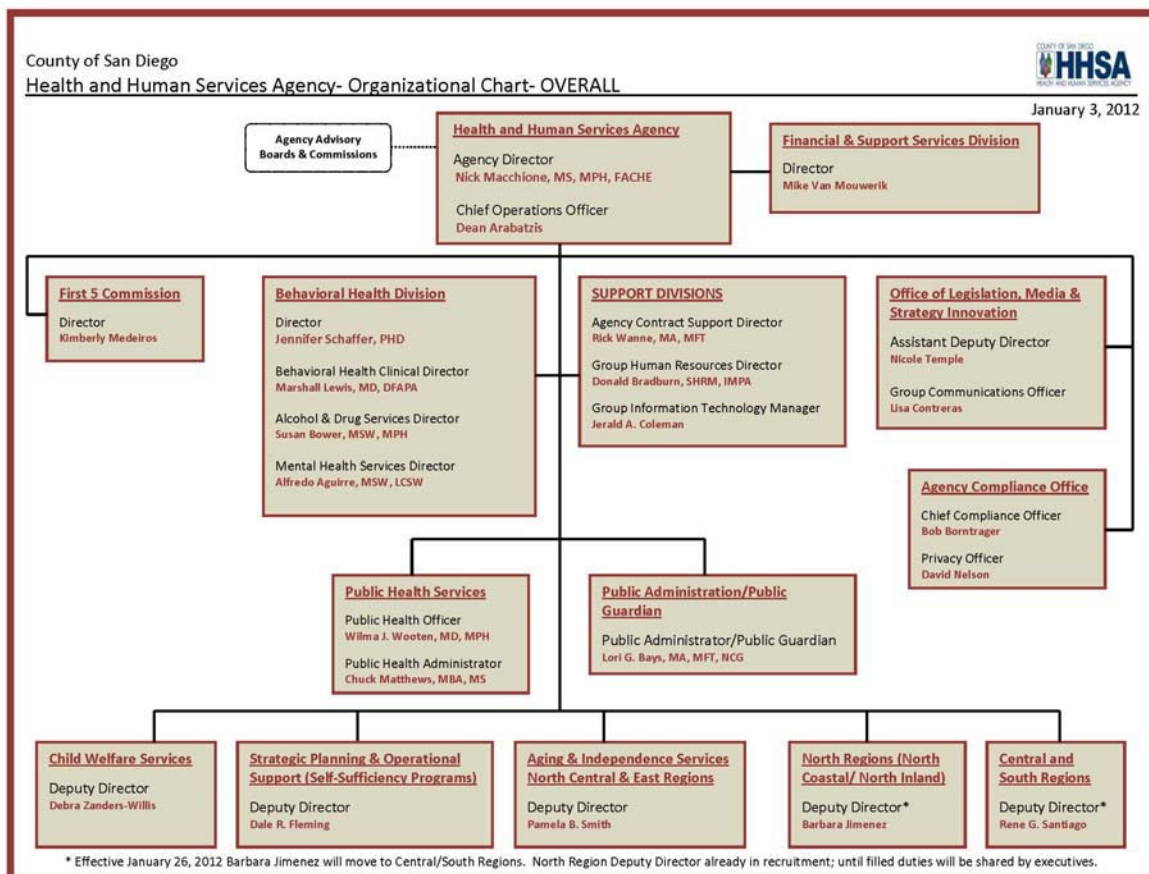 County of San Diego
Health and Human Services Agency- Organizational Chart- OVERALL
COUNTY OF SAN DIEGO
HHSA
HEALTH AND HUMAN SERVICES AGENCY
January 3, 2012
Agency Advisory
Boards & Commissions
Health and Human Services Agency
Agency Director
Nick Macchione, MS, MPH, FACHE
Chief Operations Officer
Dean Arabatzis
Financial & Support Services Division
Director
Mike Van Mouwerik
First 5 Commission
Director
Kimberly Medeiros
Behavioral Health Division
Director
Jennifer Schaffer, PHD
Behavioral Health Clinical Director
Marshall Lewis, MD, DFAPA
Alcohol & Drug Services Director
Susan Bower, MSW, MPH
Mental Health Services Director
Alfredo Aguirre, MSW, LCSW
SUPPORT DIVISIONS
Agency Contract Support Director
Rick Wanne, MA, MFT
Group Human Resources Director
Donald Bradburn, SHRM, IMPA
Group Information Technology Manager
Jerald A. Coleman
Office of Legislation, Media &
Strategy Innovation
Assistant Deputy Director
Nicole Temple
Group Communications Officer
Lisa Contreras
Agency Compliance Office
Chief Compliance Officer
Bob Borntrager
Privacy Officer
David Nelson
Public Health Services
Public Health Officer
Wilma J. Wooten, MD, MPH
Public Health Administrator
Chuck Matthews, MBA, MS
Public Administration/Public
Guardian
Public Administrator/Public Guardian
Lori G. Bays, MA, MFT, NCG
Child Welfare Services
Deputy Director
Debra Zanders-Willis
Strategic Planning & Operational
Support (Self-Sufficiency Programs)
Deputy Director
Dale R. Fleming
Aging & Independence Services
North Central & East Regions
Deputy Director
Pamela B. Smith
North Regions (North
Coastal/ North Inland)
Deputy Director*
Barbara Jimenez
Central and
South Regions
Deputy Director*
Rene G. Santiago
* Effective January 26, 2012 Barbara Jimenez will move to Central/South Regions. North Region Deputy Director already in recruitment; until filled duties will be shared by executives.